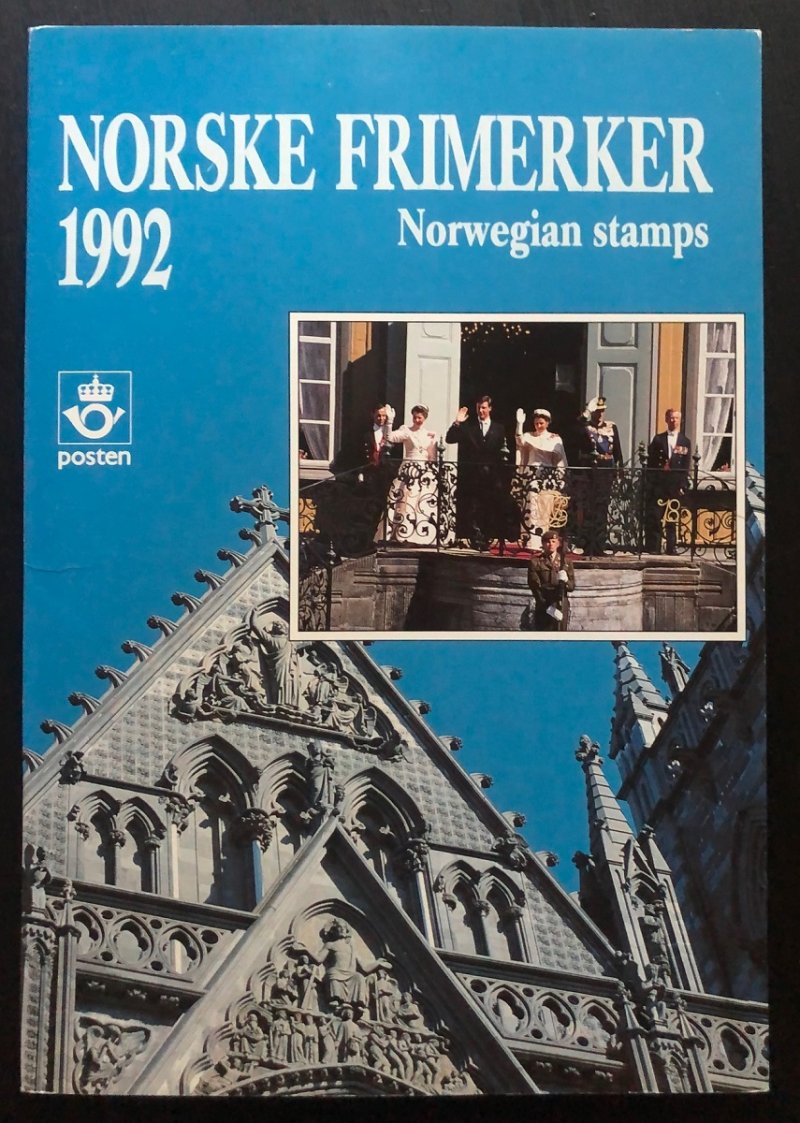 NORSKE FRIMERKER
1992
Norwegian stamps
posten